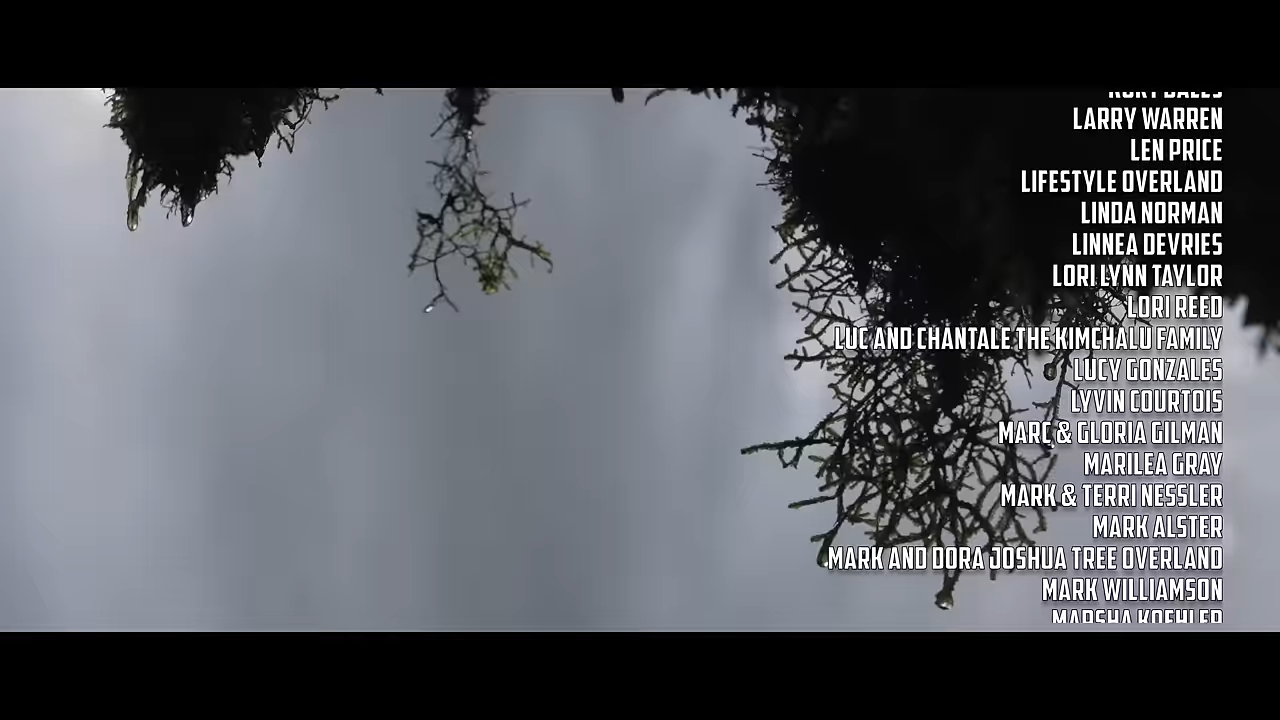 LARRY WARREN
LEN PRICE
LIFESTYLE OVERLAND
LINDA NORMAN
LINNEA DEVRIES
LORI LYNN TAYLOR
LORI REED
LUC AND CHANTALE THE KIMCHALU FAMILY
LUCY GONZALES
LYVIN COURTOIS
MARC & GLORIA GILMAN
MARILEA GRAY
MARK & TERRI NESSLER
MARK ALSTER
MARK AND DORA JOSHUA TREE OVERLAND
MARK WILLIAMSON
MARSHA KOEHLER